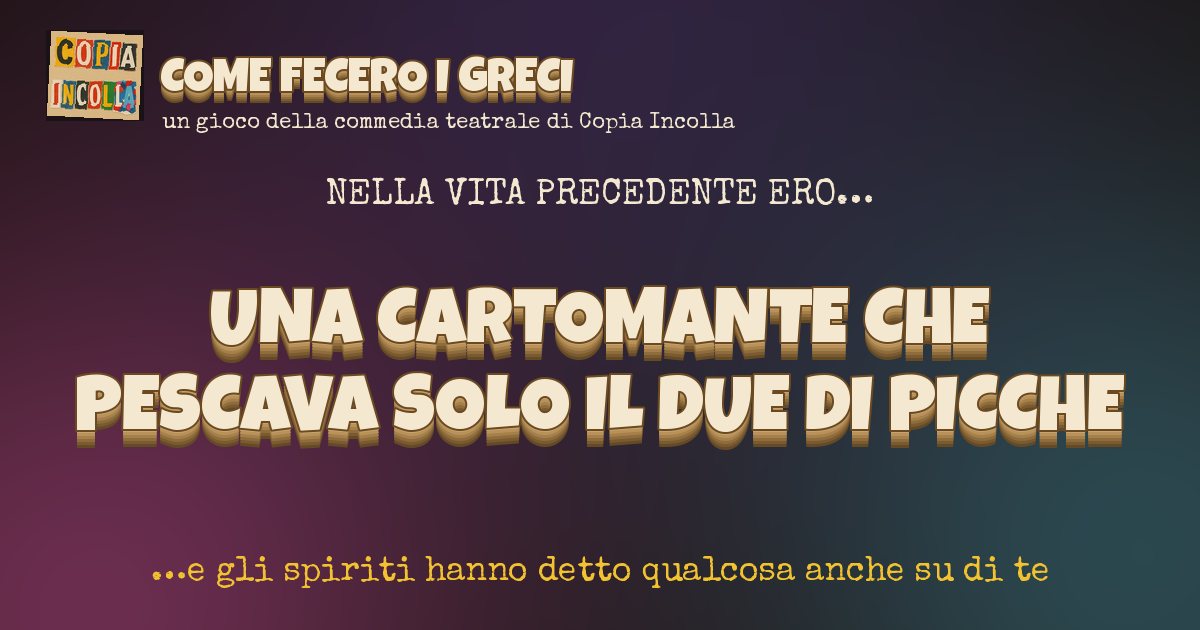 COPIA
INCOLLA
COME FECERO I GRECI
un gioco della commedia teatrale di Copia Incolla
NELLA VITA PRECEDENTE ERO...
UNA CARTOMANTE CHE
PESCAVA SOLO IL DUE DI PICCHE
...e gli spiriti hanno detto qualcosa anche su di te